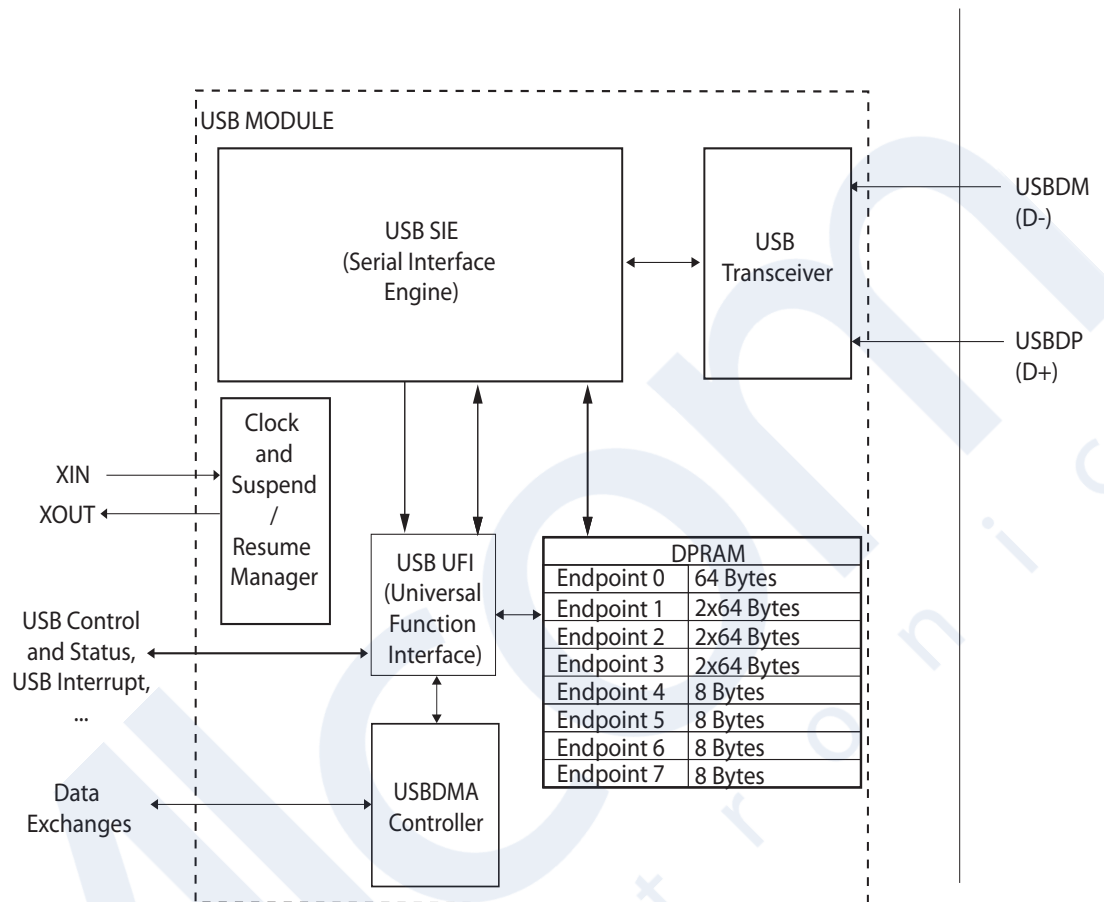 USB MODULE
USB SIE
(Serial Interface
Engine)
USB
Transceiver
USBDM
(D-)
USBDP
(D+)
Clock
and
Suspend
/
Resume
Manager
XIN
XOUT
USB UFI
(Universal
Function
Interface)
USB Control
and Status,
USB Interrupt,
...
DPRAM
Endpoint 0 64 Bytes
Endpoint 1 2x64 Bytes
Endpoint 2 2x64 Bytes
Endpoint 3 2x64 Bytes
Endpoint 4 8 Bytes
Endpoint 5 8 Bytes
Endpoint 6 8 Bytes
Endpoint 7 8 Bytes
USBDMA
Controller
Data
Exchanges